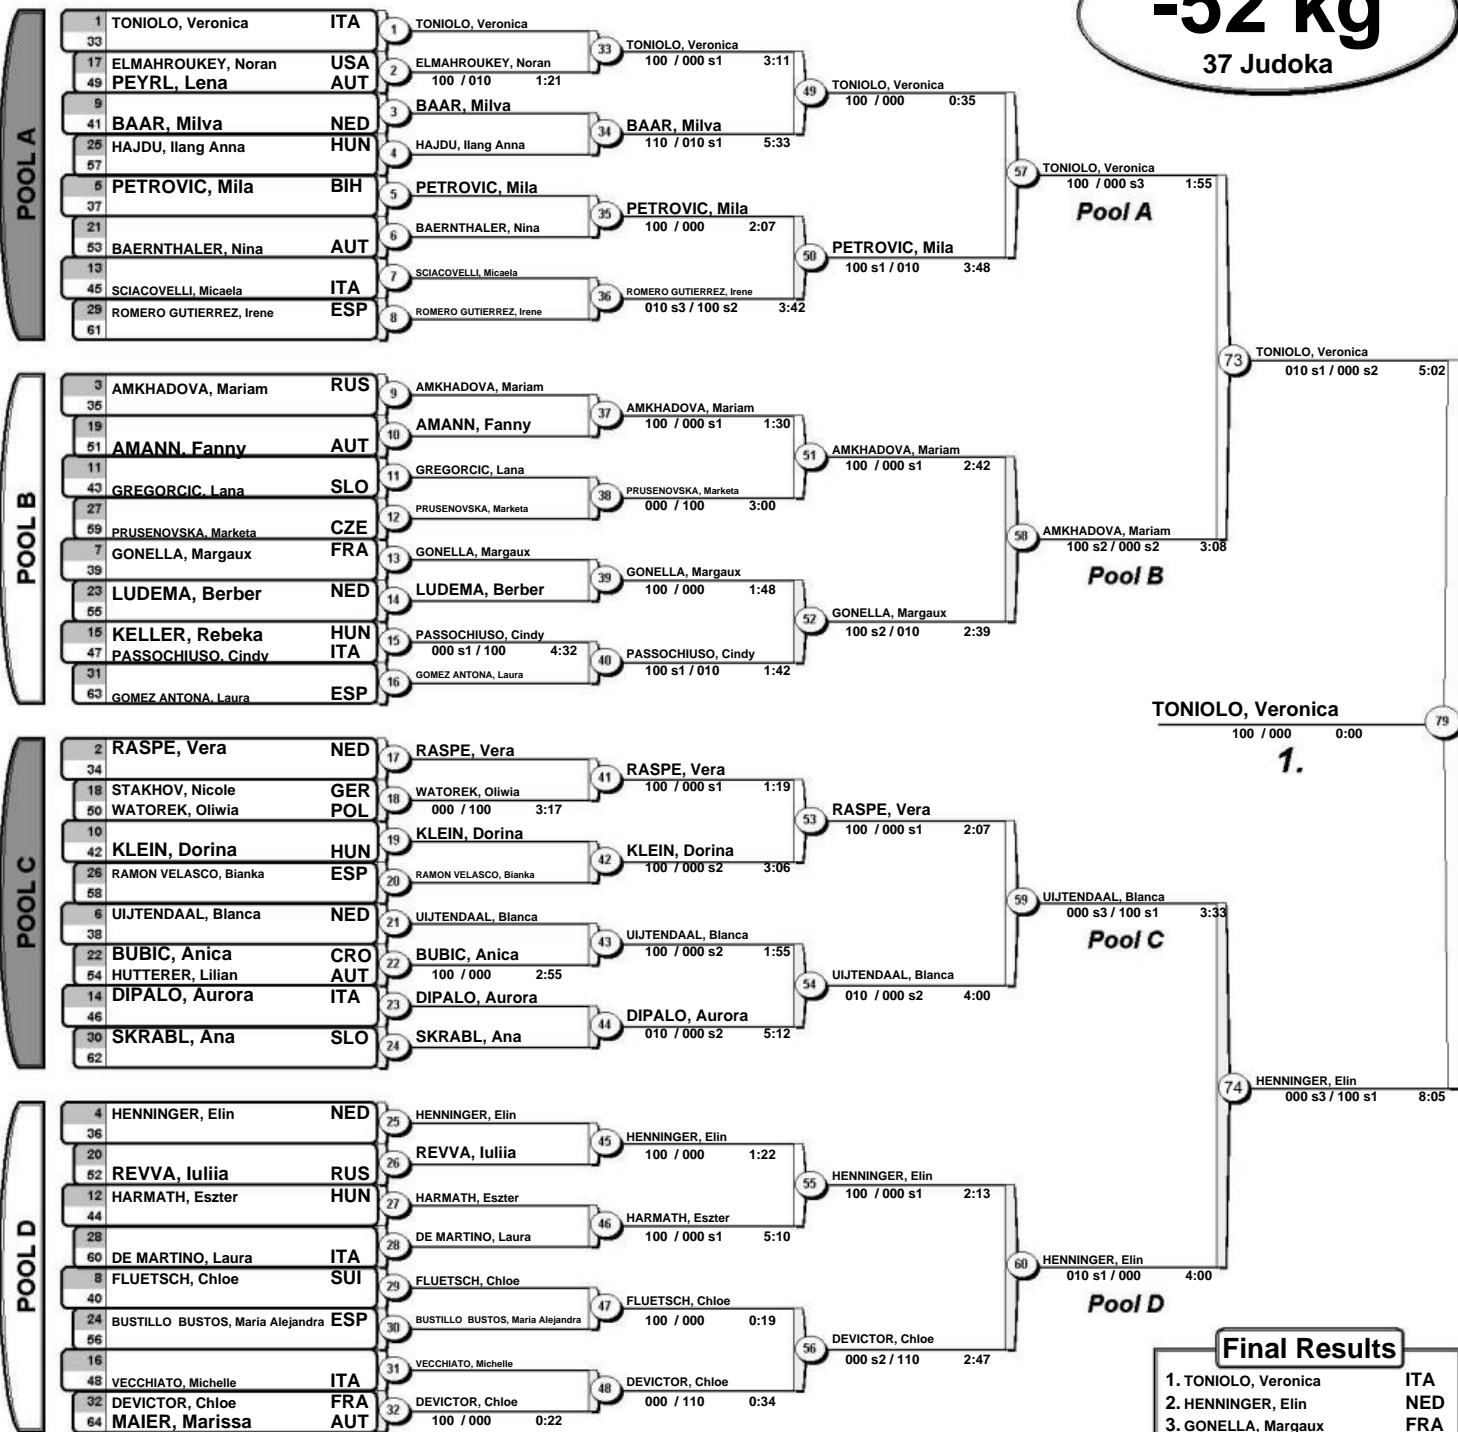 -52 kg
37 Judoka
POOL A
1 TONIOLO, Veronica ITA
33
17 ELMAHROUKEY, Noran USA
49 PEYRL, Lena AUT
9
41 BAAR, Milva NED
25 HAJDU, Ilang Anna HUN
57
5 PETROVIC, Mila BIH
37
21
53 BAERNTHALER, Nina AUT
13
45 SCIACOVELLI, Micaela ITA
29 ROMERO GUTIERREZ, Irene ESP
61
1 TONIOLO, Veronica
2 ELMAHROUKEY, Noran
100 / 010 1:21
3 BAAR, Milva
4 HAJDU, Ilang Anna
5 PETROVIC, Mila
6 BAERNTHALER, Nina
7 SCIACOVELLI, Micaela
8 ROMERO GUTIERREZ, Irene
33 TONIOLO, Veronica
100 / 000 s1 3:11
34 BAAR, Milva
110 / 010 s1 5:33
35 PETROVIC, Mila
100 / 000 2:07
36 ROMERO GUTIERREZ, Irene
010 s3 / 100 s2 3:42
49 TONIOLO, Veronica
100 / 000 0:35
50 PETROVIC, Mila
100 s1 / 010 3:48
57 TONIOLO, Veronica
100 / 000 s3 1:55
Pool A
POOL B
3 AMKHADOVA, Mariam RUS
35
19
51 AMANN, Fanny AUT
11
43 GREGORCIC, Lana SLO
27
59 PRUSENOVSKA, Marketa CZE
7 GONELLA, Margaux FRA
39
23 LUDEMA, Berber NED
55
15 KELLER, Rebeka HUN
47 PASSOCHIUSO, Cindy ITA
31
63 GOMEZ ANTONA, Laura ESP
9 AMKHADOVA, Mariam
10 AMANN, Fanny
11 GREGORCIC, Lana
12 PRUSENOVSKA, Marketa
13 GONELLA, Margaux
14 LUDEMA, Berber
15 PASSOCHIUSO, Cindy
000 s1 / 100 4:32
16 GOMEZ ANTONA, Laura
37 AMKHADOVA, Mariam
100 / 000 s1 1:30
38 PRUSENOVSKA, Marketa
000 / 100 3:00
39 GONELLA, Margaux
100 / 000 1:48
40 PASSOCHIUSO, Cindy
100 s1 / 010 1:42
51 AMKHADOVA, Mariam
100 / 000 s1 2:42
52 GONELLA, Margaux
100 s2 / 010 2:39
58 AMKHADOVA, Mariam
100 s2 / 000 s2 3:08
Pool B
73 TONIOLO, Veronica
010 s1 / 000 s2 5:02
TONIOLO, Veronica 79
100 / 000 0:00
1.
POOL C
2 RASPE, Vera NED
34
18 STAKHOV, Nicole GER
50 WATOREK, Oliwia POL
10
42 KLEIN, Dorina HUN
26 RAMON VELASCO, Bianka ESP
58
6 UIJTENDAAL, Blanca NED
38
22 BUBIC, Anica CRO
54 HUTTERER, Lilian AUT
14 DIPALO, Aurora ITA
46
30 SKRABL, Ana SLO
62
17 RASPE, Vera
18 WATOREK, Oliwia
000 / 100 3:17
19 KLEIN, Dorina
20 RAMON VELASCO, Bianka
21 UIJTENDAAL, Blanca
22 BUBIC, Anica
100 / 000 2:55
23 DIPALO, Aurora
24 SKRABL, Ana
41 RASPE, Vera
100 / 000 s1 1:19
42 KLEIN, Dorina
100 / 000 s2 3:06
43 UIJTENDAAL, Blanca
100 / 000 s2 1:55
44 DIPALO, Aurora
010 / 000 s2 5:12
53 RASPE, Vera
100 / 000 s1 2:07
54 UIJTENDAAL, Blanca
010 / 000 s2 4:00
59 UIJTENDAAL, Blanca
000 s3 / 100 s1 3:33
Pool C
POOL D
4 HENNINGER, Elin NED
36
20
52 REVVA, Iuliia RUS
12 HARMATH, Eszter HUN
44
28
60 DE MARTINO, Laura ITA
8 FLUETSCH, Chloe SUI
40
24 BUSTILLO BUSTOS, Maria Alejandra ESP
56
16
48 VECCHIATO, Michelle ITA
32 DEVICTOR, Chloe FRA
64 MAIER, Marissa AUT
25 HENNINGER, Elin
26 REVVA, Iuliia
27 HARMATH, Eszter
28 DE MARTINO, Laura
29 FLUETSCH, Chloe
30 BUSTILLO BUSTOS, Maria Alejandra
31 VECCHIATO, Michelle
32 DEVICTOR, Chloe
100 / 000 0:22
45 HENNINGER, Elin
100 / 000 1:22
46 HARMATH, Eszter
100 / 000 s1 5:10
47 FLUETSCH, Chloe
100 / 000 0:19
48 DEVICTOR, Chloe
000 / 110 0:34
55 HENNINGER, Elin
100 / 000 s1 2:13
56 DEVICTOR, Chloe
000 s2 / 110 2:47
60 HENNINGER, Elin
010 s1 / 000 4:00
Pool D
74 HENNINGER, Elin
000 s3 / 100 s1 8:05
Final Results
1. TONIOLO, Veronica ITA
2. HENNINGER, Elin NED
3. GONELLA, Margaux FRA